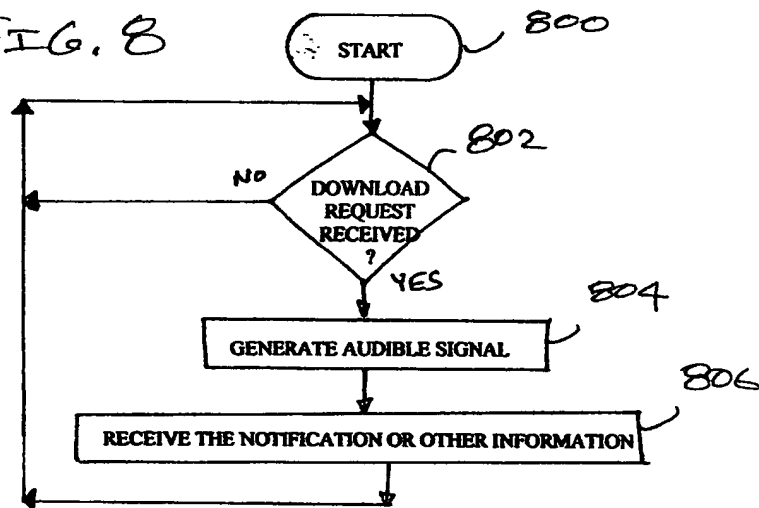 FIG. 8
START
800
802
NO
DOWNLOAD
REQUEST
RECEIVED
?
YES
804
GENERATE AUDIBLE SIGNAL
806
RECEIVE THE NOTIFICATION OR OTHER INFORMATION